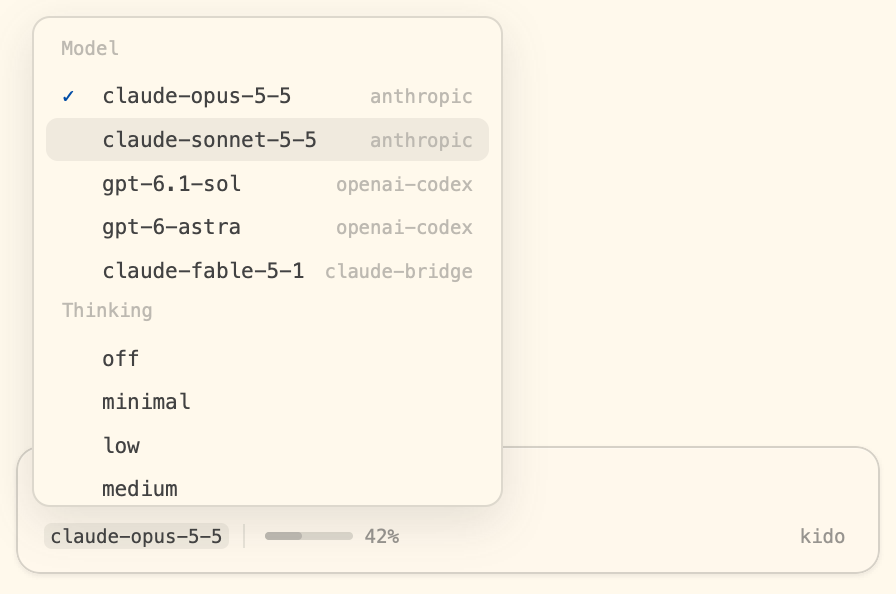 Model
✓ claude-opus-5-5 anthropic
claude-sonnet-5-5 anthropic
gpt-6.1-sol openai-codex
gpt-6-astra openai-codex
claude-fable-5-1 claude-bridge
Thinking
off
minimal
low
medium
claude-opus-5-5 42% kido